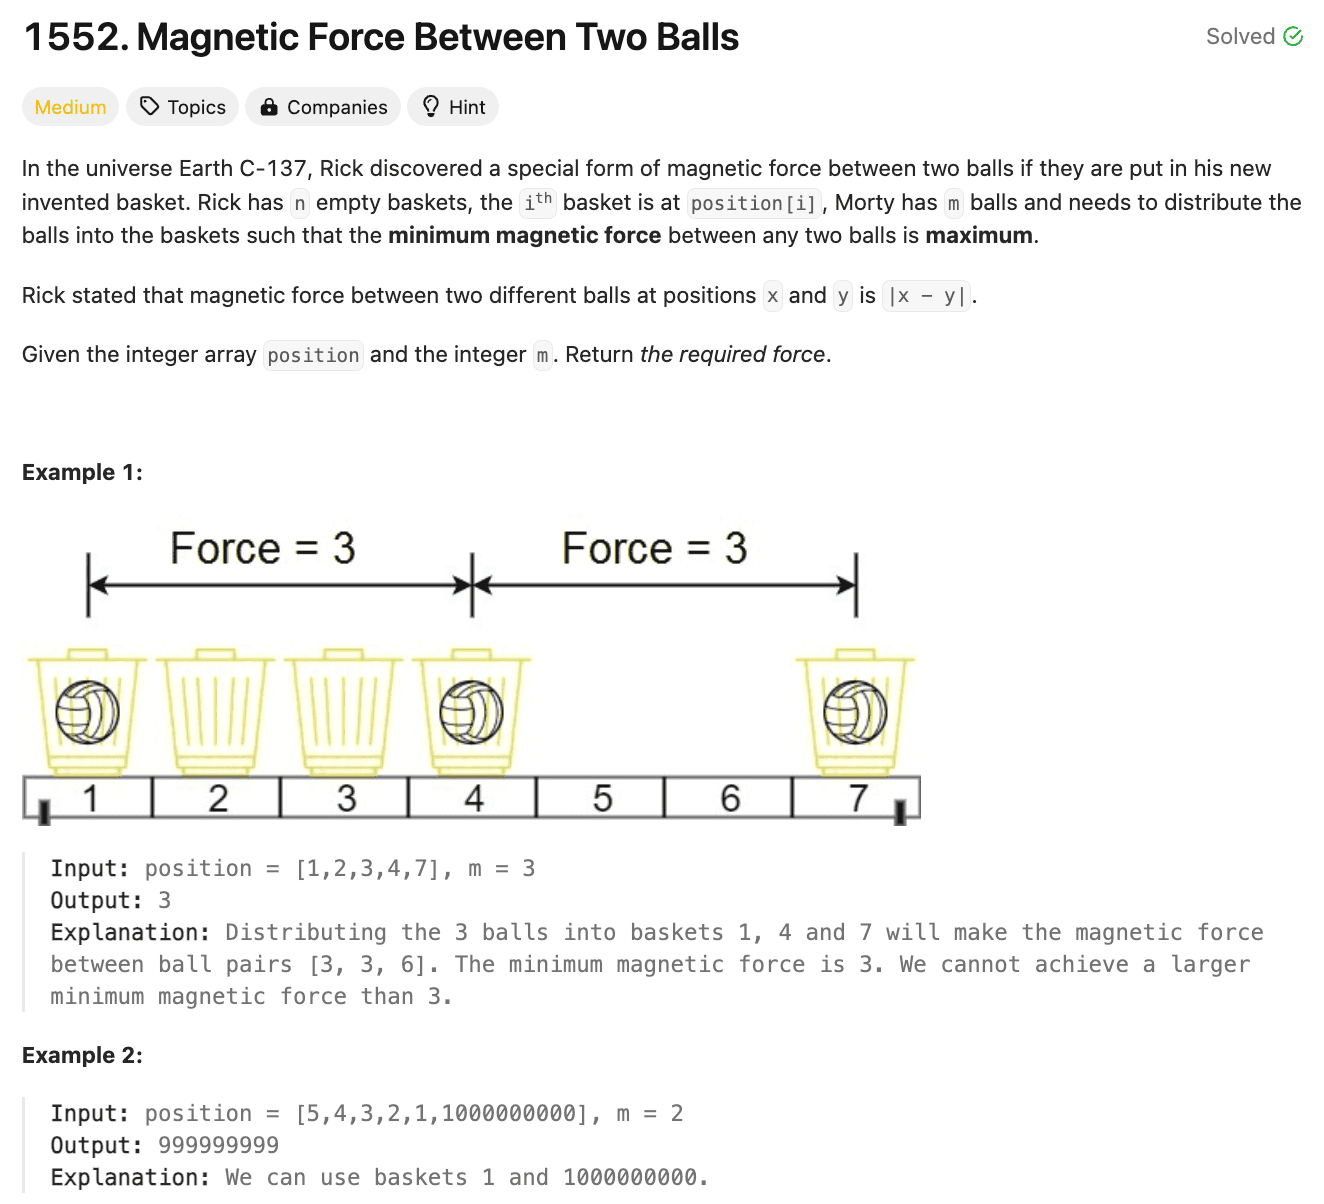 1552. Magnetic Force Between Two Balls
Solved
Medium Topics Companies Hint
In the universe Earth C-137, Rick discovered a special form of magnetic force between two balls if they are put in his new
invented basket. Rick has n empty baskets, the ith basket is at position[i], Morty has m balls and needs to distribute the
balls into the baskets such that the minimum magnetic force between any two balls is maximum.
Rick stated that magnetic force between two different balls at positions x and y is |x - y|.
Given the integer array position and the integer m. Return the required force.
Example 1:
Force = 3 Force = 3
1 2 3 4 5 6 7
Input: position = [1,2,3,4,7], m = 3
Output: 3
Explanation: Distributing the 3 balls into baskets 1, 4 and 7 will make the magnetic force
between ball pairs [3, 3, 6]. The minimum magnetic force is 3. We cannot achieve a larger
minimum magnetic force than 3.
Example 2:
Input: position = [5,4,3,2,1,1000000000], m = 2
Output: 999999999
Explanation: We can use baskets 1 and 1000000000.